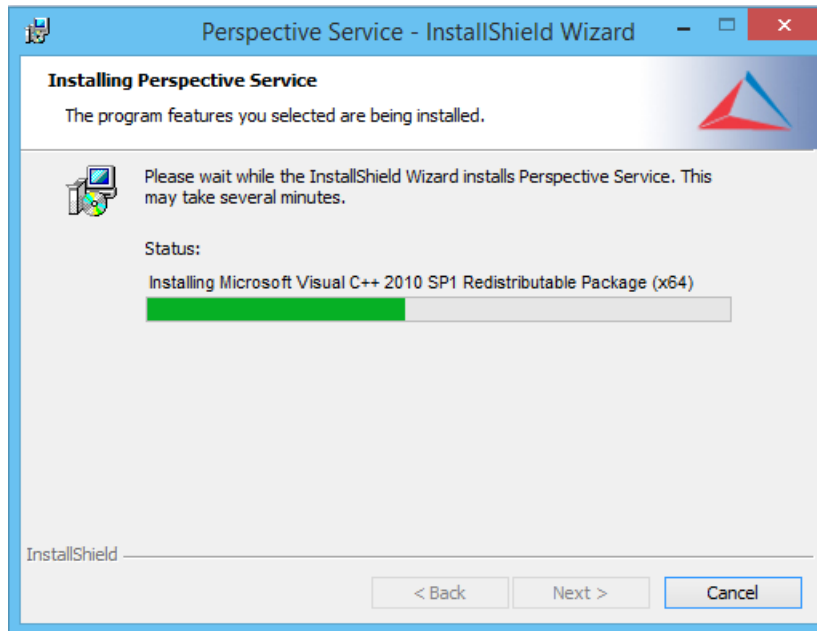 Perspective Service - InstallShield Wizard
Installing Perspective Service
The program features you selected are being installed.
Please wait while the InstallShield Wizard installs Perspective Service. This
may take several minutes.
Status:
Installing Microsoft Visual C++ 2010 SP1 Redistributable Package (x64)
InstallShield
< Back
Next >
Cancel